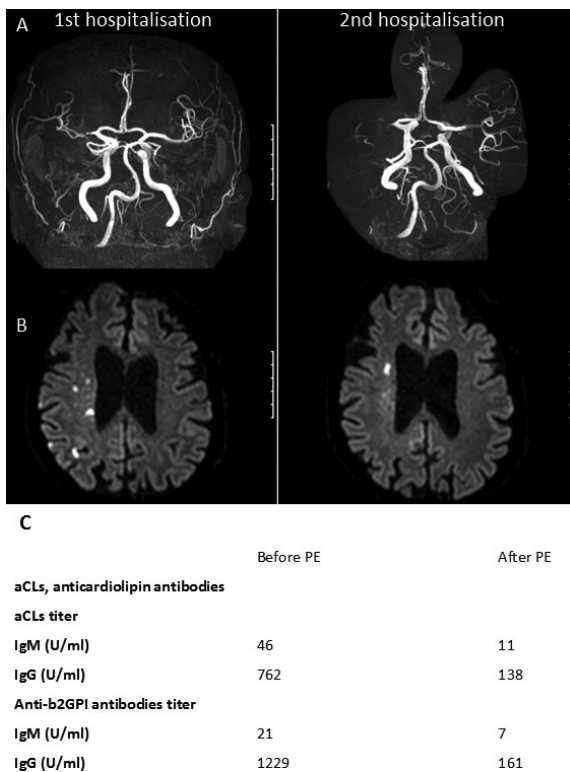 A 1st hospitalisation 2nd hospitalisation
B
C
Before PE After PE
aCLs, anticardiolipin antibodies
aCLs titer
IgM (U/ml) 46 11
IgG (U/ml) 762 138
Anti-b2GPI antibodies titer
IgM (U/ml) 21 7
IgG (U/ml) 1229 161